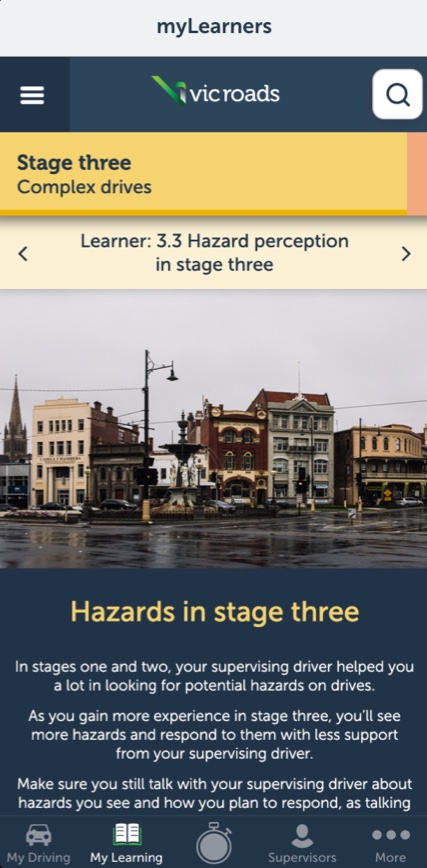 myLearners
vic roads
Stage three
Complex drives
Learner: 3.3 Hazard perception
in stage three
Hazards in stage three
In stages one and two, your supervising driver helped you
a lot in looking for potential hazards on drives.
As you gain more experience in stage three, you'll see
more hazards and respond to them with less support
from your supervising driver.
Make sure you still talk with your supervising driver about
hazards you see and how you plan to respond, as talking
My Driving
My Learning
Supervisors
More